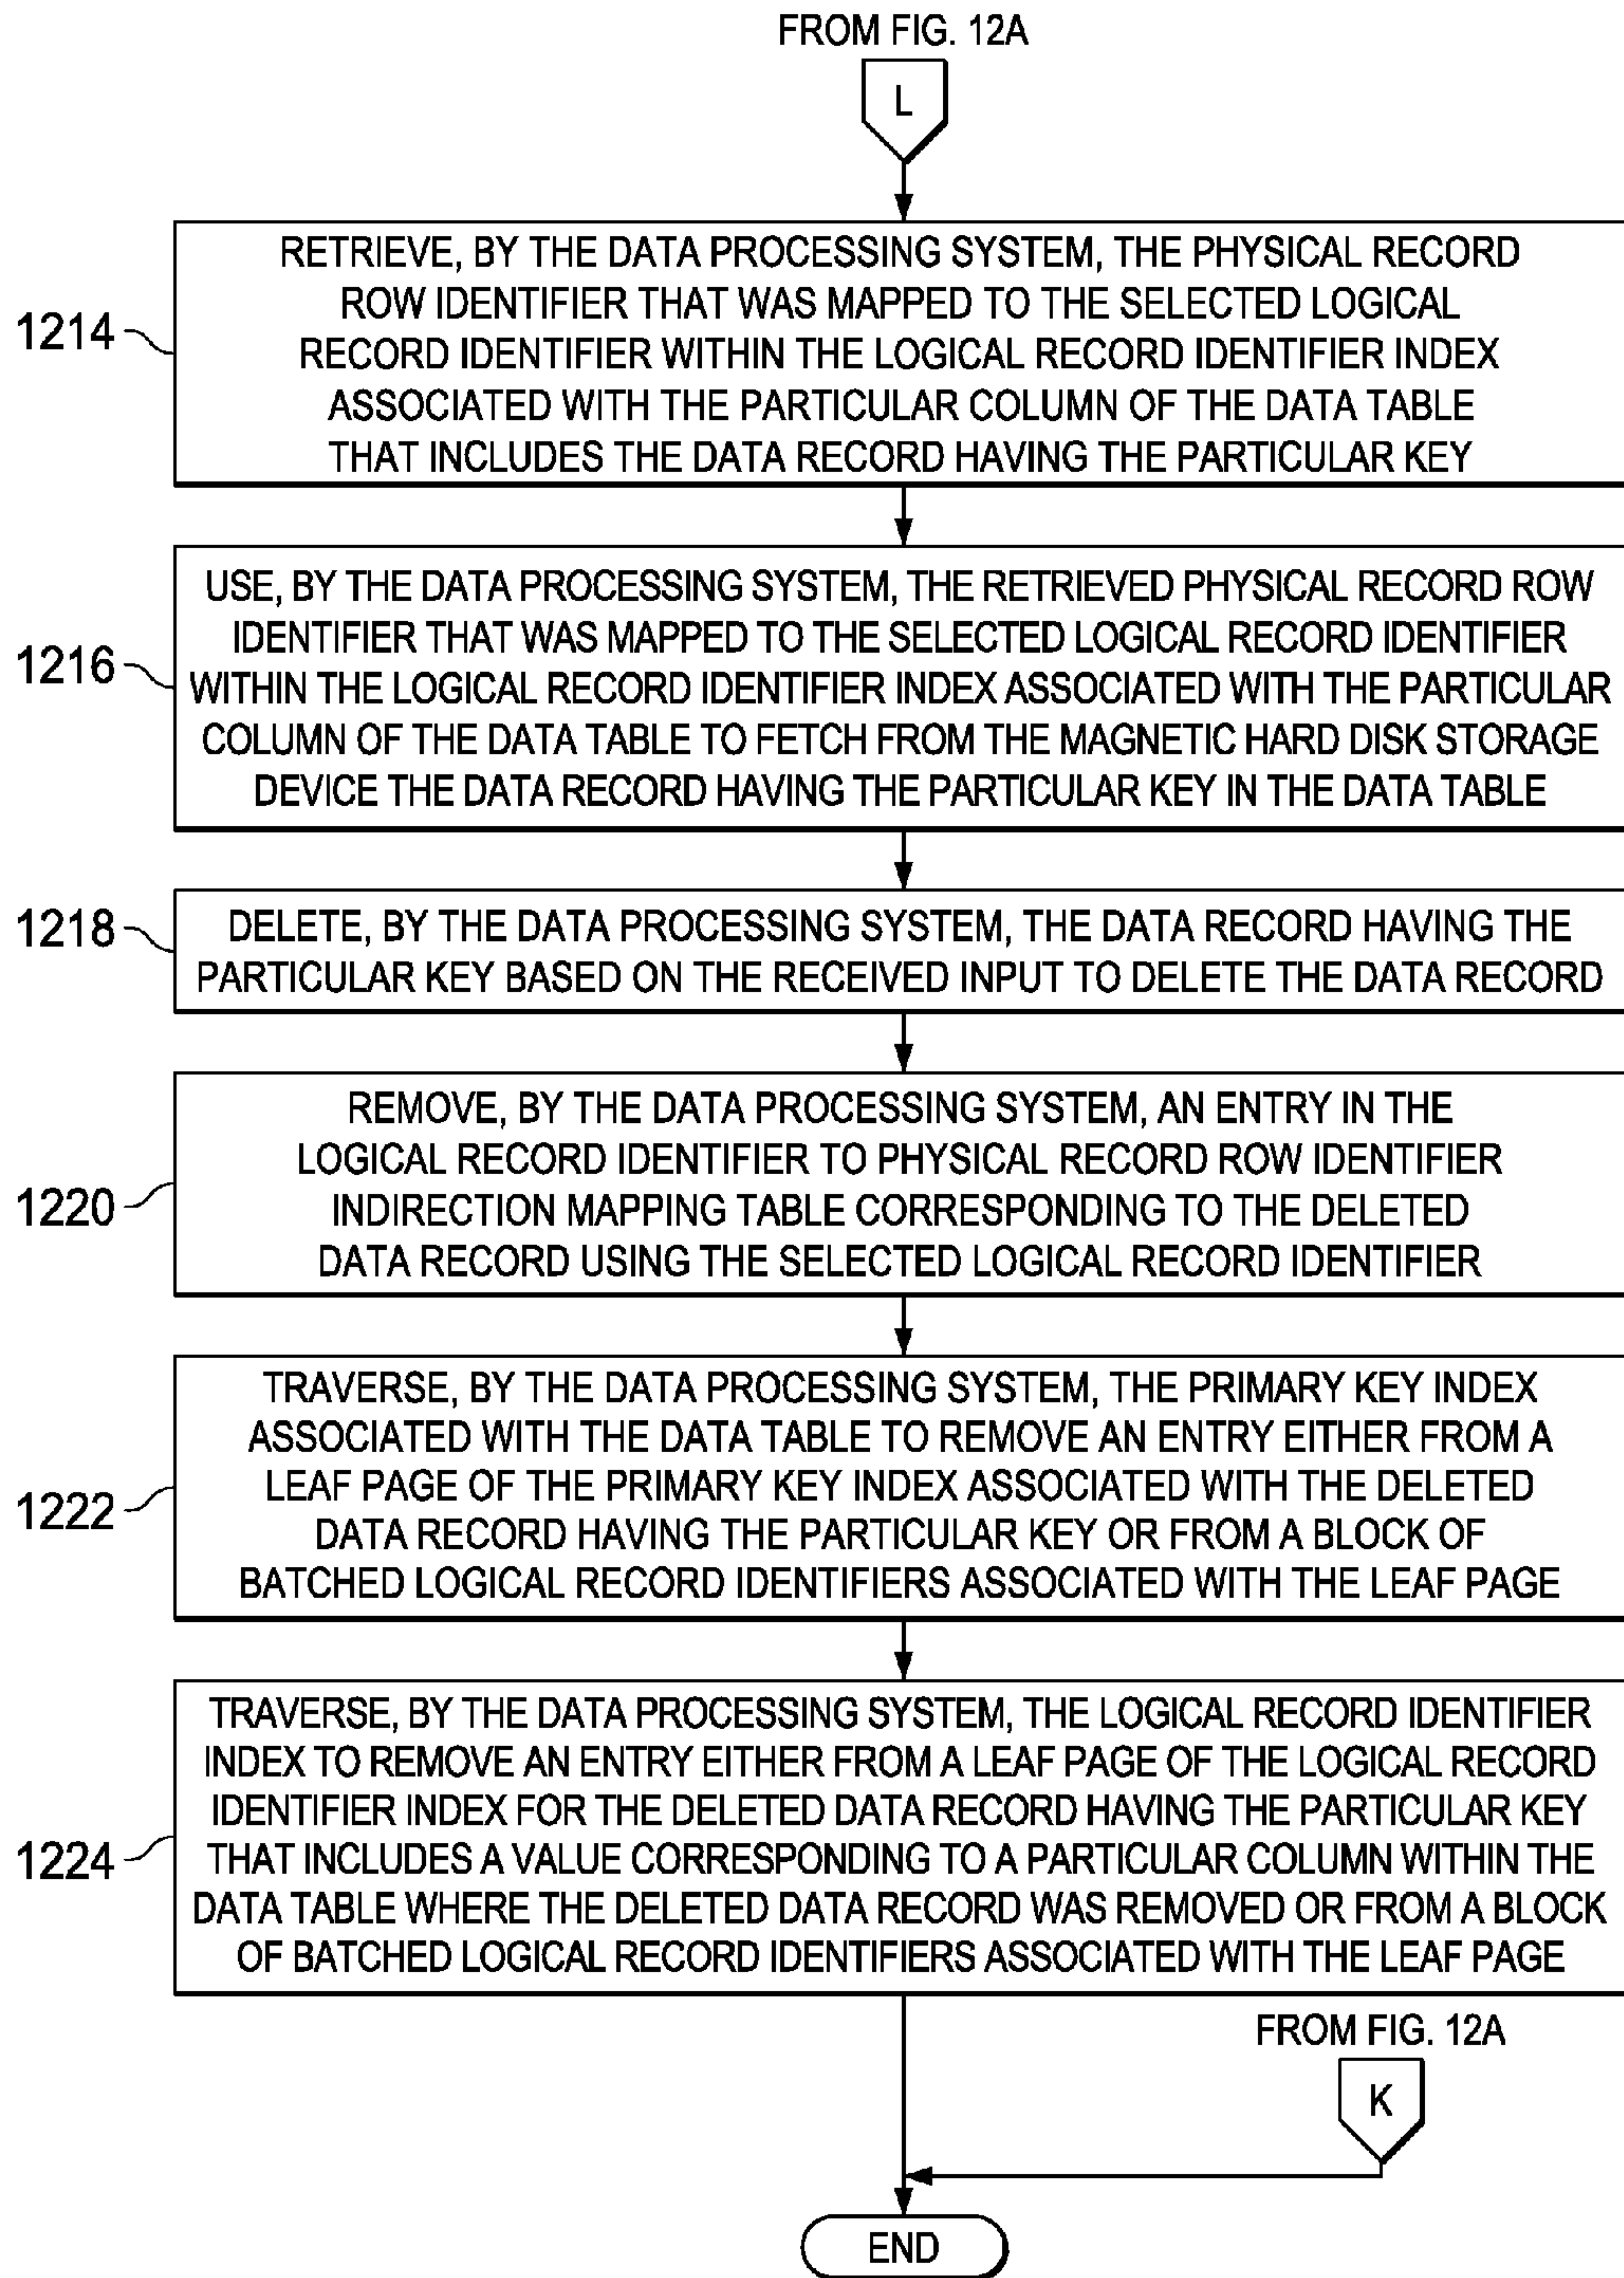 FROM FIG. 12A
L
1214
RETRIEVE, BY THE DATA PROCESSING SYSTEM, THE PHYSICAL RECORD
ROW IDENTIFIER THAT WAS MAPPED TO THE SELECTED LOGICAL
RECORD IDENTIFIER WITHIN THE LOGICAL RECORD IDENTIFIER INDEX
ASSOCIATED WITH THE PARTICULAR COLUMN OF THE DATA TABLE
THAT INCLUDES THE DATA RECORD HAVING THE PARTICULAR KEY
1216
USE, BY THE DATA PROCESSING SYSTEM, THE RETRIEVED PHYSICAL RECORD ROW
IDENTIFIER THAT WAS MAPPED TO THE SELECTED LOGICAL RECORD IDENTIFIER
WITHIN THE LOGICAL RECORD IDENTIFIER INDEX ASSOCIATED WITH THE PARTICULAR
COLUMN OF THE DATA TABLE TO FETCH FROM THE MAGNETIC HARD DISK STORAGE
DEVICE THE DATA RECORD HAVING THE PARTICULAR KEY IN THE DATA TABLE
1218
DELETE, BY THE DATA PROCESSING SYSTEM, THE DATA RECORD HAVING THE
PARTICULAR KEY BASED ON THE RECEIVED INPUT TO DELETE THE DATA RECORD
1220
REMOVE, BY THE DATA PROCESSING SYSTEM, AN ENTRY IN THE
LOGICAL RECORD IDENTIFIER TO PHYSICAL RECORD ROW IDENTIFIER
INDIRECTION MAPPING TABLE CORRESPONDING TO THE DELETED
DATA RECORD USING THE SELECTED LOGICAL RECORD IDENTIFIER
1222
TRAVERSE, BY THE DATA PROCESSING SYSTEM, THE PRIMARY KEY INDEX
ASSOCIATED WITH THE DATA TABLE TO REMOVE AN ENTRY EITHER FROM A
LEAF PAGE OF THE PRIMARY KEY INDEX ASSOCIATED WITH THE DELETED
DATA RECORD HAVING THE PARTICULAR KEY OR FROM A BLOCK OF
BATCHED LOGICAL RECORD IDENTIFIERS ASSOCIATED WITH THE LEAF PAGE
1224
TRAVERSE, BY THE DATA PROCESSING SYSTEM, THE LOGICAL RECORD IDENTIFIER
INDEX TO REMOVE AN ENTRY EITHER FROM A LEAF PAGE OF THE LOGICAL RECORD
IDENTIFIER INDEX FOR THE DELETED DATA RECORD HAVING THE PARTICULAR KEY
THAT INCLUDES A VALUE CORRESPONDING TO A PARTICULAR COLUMN WITHIN THE
DATA TABLE WHERE THE DELETED DATA RECORD WAS REMOVED OR FROM A BLOCK
OF BATCHED LOGICAL RECORD IDENTIFIERS ASSOCIATED WITH THE LEAF PAGE
FROM FIG. 12A
K
END